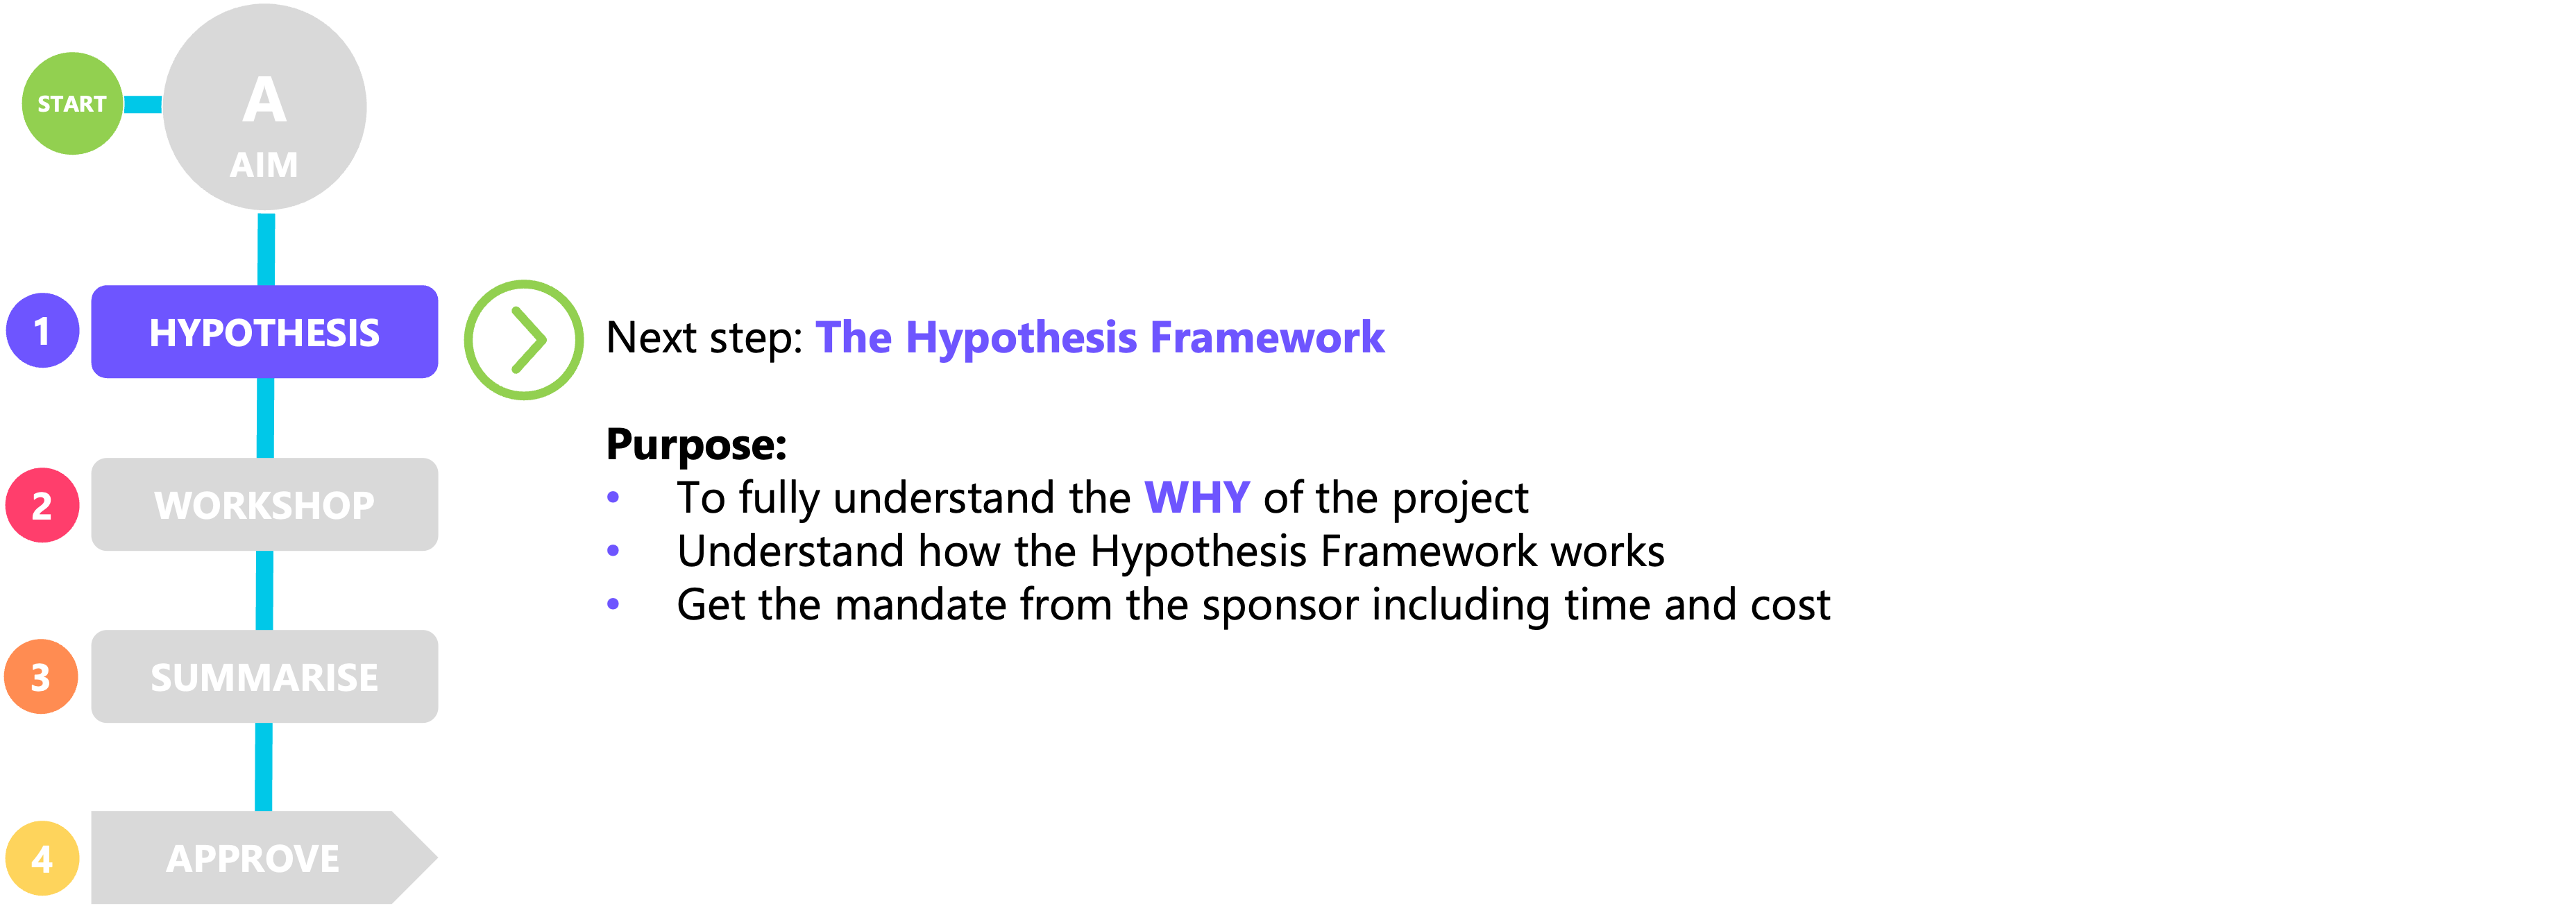 START
A
AIM
1
HYPOTHESIS
Next step: The Hypothesis Framework
Purpose:
• To fully understand the WHY of the project
• Understand how the Hypothesis Framework works
• Get the mandate from the sponsor including time and cost
2
WORKSHOP
3
SUMMARISE
4
APPROVE